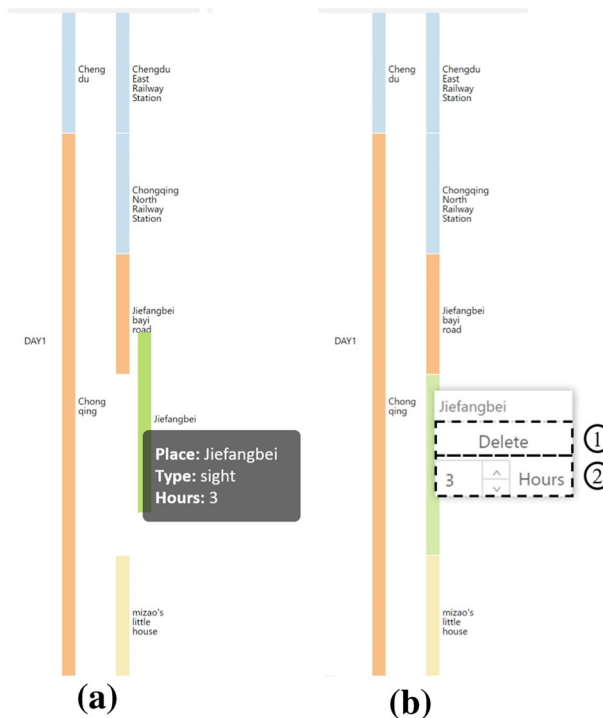 Cheng
du
Chengdu
East
Railway
Station
Chongqing
North
Railway
Station
Jiefangbei
bayi
road
DAY1
Chong
qing
Jiefangbei
Place: Jiefangbei
Type: sight
Hours: 3
mizao's
little
house
(a)
Cheng
du
Chengdu
East
Railway
Station
Chongqing
North
Railway
Station
Jiefangbei
bayi
road
DAY1
Chong
qing
Jiefangbei
Delete ①
3 Hours ②
mizao's
little
house
(b)